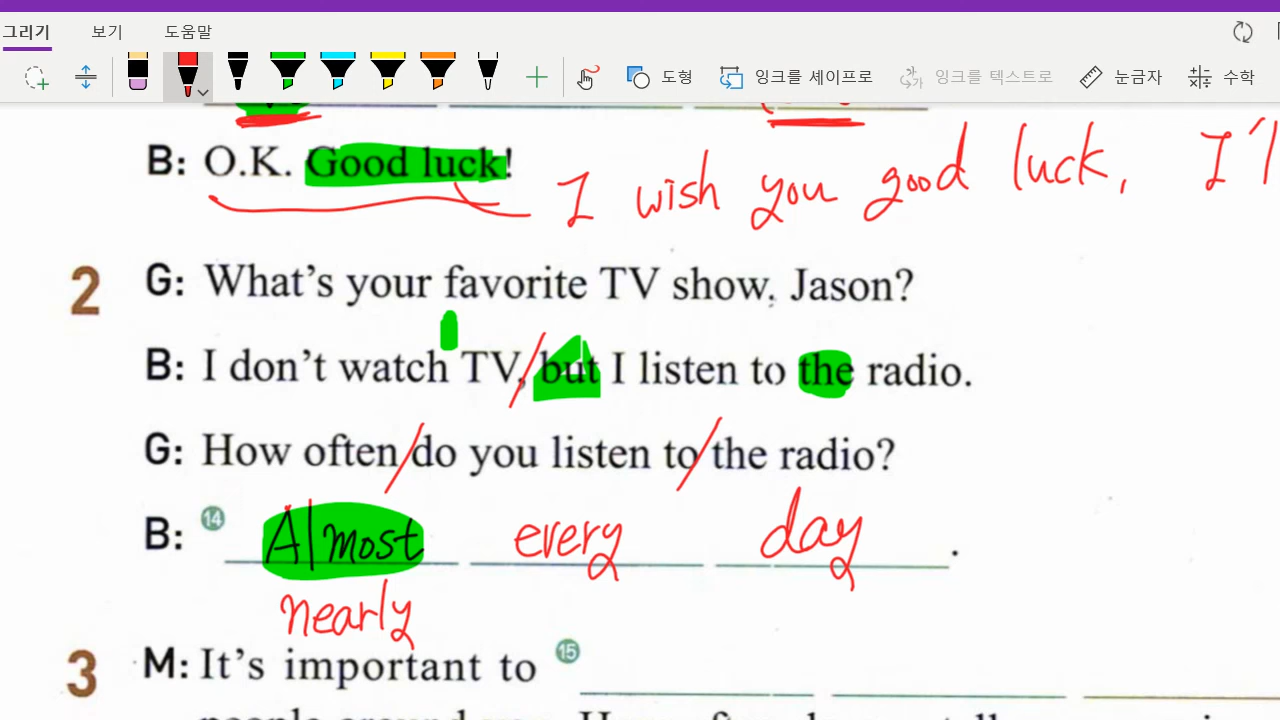 그리기 보기 도움말
도형 잉크를 셰이프로 잉크를 텍스트로 눈금자 수학
B: O.K. Good luck! I wish you good luck, I'll
2 G: What's your favorite TV show, Jason?
B: I don't watch TV, but I listen to the radio.
G: How often do you listen to the radio?
B: 14 Almost every day .
nearly
3 M: It's important to 15